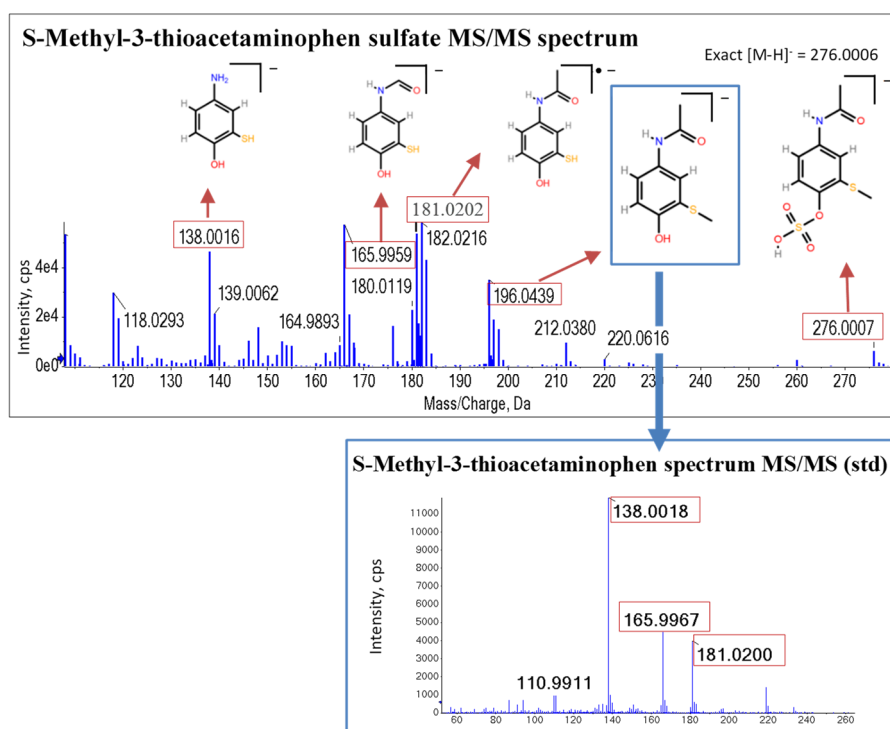 S-Methyl-3-thioacetaminophen sulfate MS/MS spectrum
Exact [M-H]⁻ = 276.0006
NH₂
H
H
H
SH
OH
−
H
N
O
H
H
H
SH
OH
−
H
N
O
H
H
H
SH
OH
•−
H
N
O
H
H
H
S
OH
−
H
N
O
H
H
H
S
O
O
S
O
O
H
−
138.0016
165.9959
181.0202
182.0216
180.0119
139.0062
118.0293
164.9893
196.0439
212.0380
220.0616
276.0007
Intensity, cps
4e4
2e4
0e0
120 130 140 150 160 170 180 190 200 210 220 230 240 250 260 270
Mass/Charge, Da
S-Methyl-3-thioacetaminophen spectrum MS/MS (std)
Intensity, cps
11000
10000
9000
8000
7000
6000
5000
4000
3000
2000
1000
138.0018
165.9967
181.0200
110.9911
60 80 100 120 140 160 180 200 220 240 260